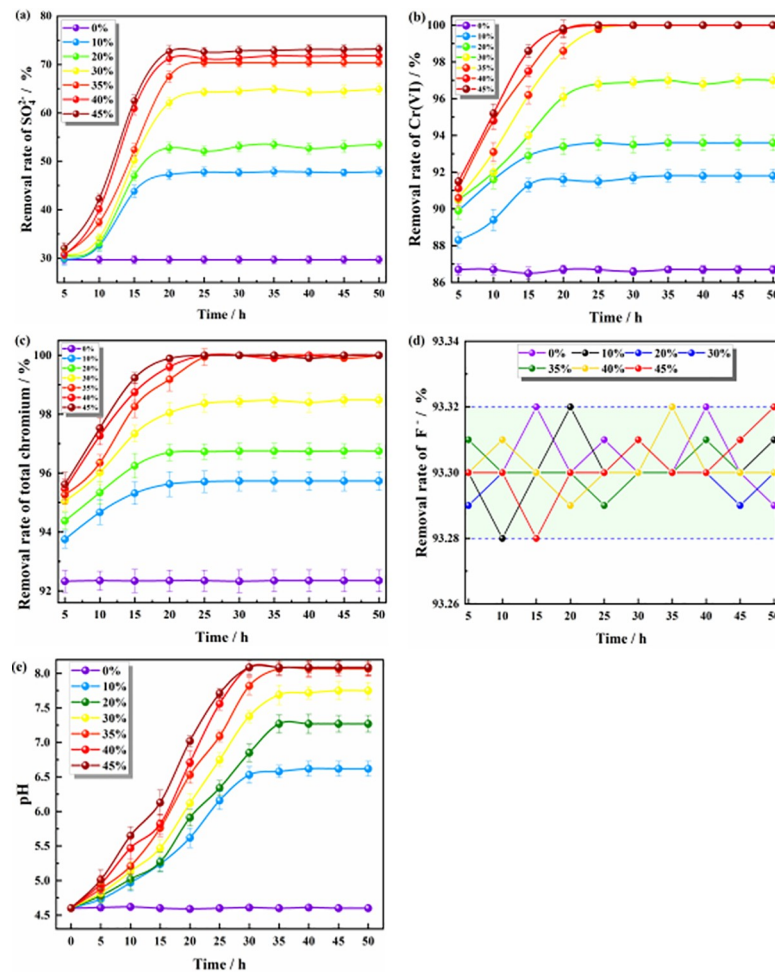 (a)
0%
10%
20%
30%
35%
40%
45%
Removal rate of SO₄²⁻ / %
80
70
60
50
40
30
5 10 15 20 25 30 35 40 45 50
Time / h
(b)
0%
10%
20%
30%
35%
40%
45%
Removal rate of Cr(VI) / %
100
98
96
94
92
90
88
86
5 10 15 20 25 30 35 40 45 50
Time / h
(c)
0%
10%
20%
30%
35%
40%
45%
Removal rate of total chromium / %
100
98
96
94
92
5 10 15 20 25 30 35 40 45 50
Time / h
(d)
0% 10% 20% 30%
35% 40% 45%
Removal rate of F⁻ / %
93.34
93.32
93.30
93.28
93.26
5 10 15 20 25 30 35 40 45 50
Time / h
(e)
0%
10%
20%
30%
35%
40%
45%
pH
8.0
7.5
7.0
6.5
6.0
5.5
5.0
4.5
0 5 10 15 20 25 30 35 40 45 50
Time / h